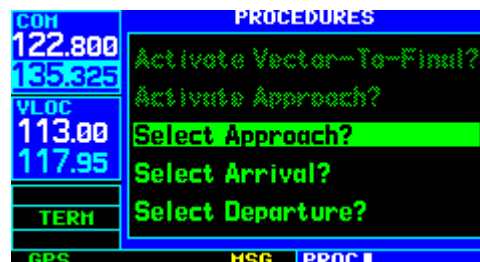 COM
122.800
135.325
VLOC
113.00
117.95
TERM
GPS
PROCEDURES
Activate Vector-To-Final?
Activate Approach?
Select Approach?
Select Arrival?
Select Departure?
MSG PROC